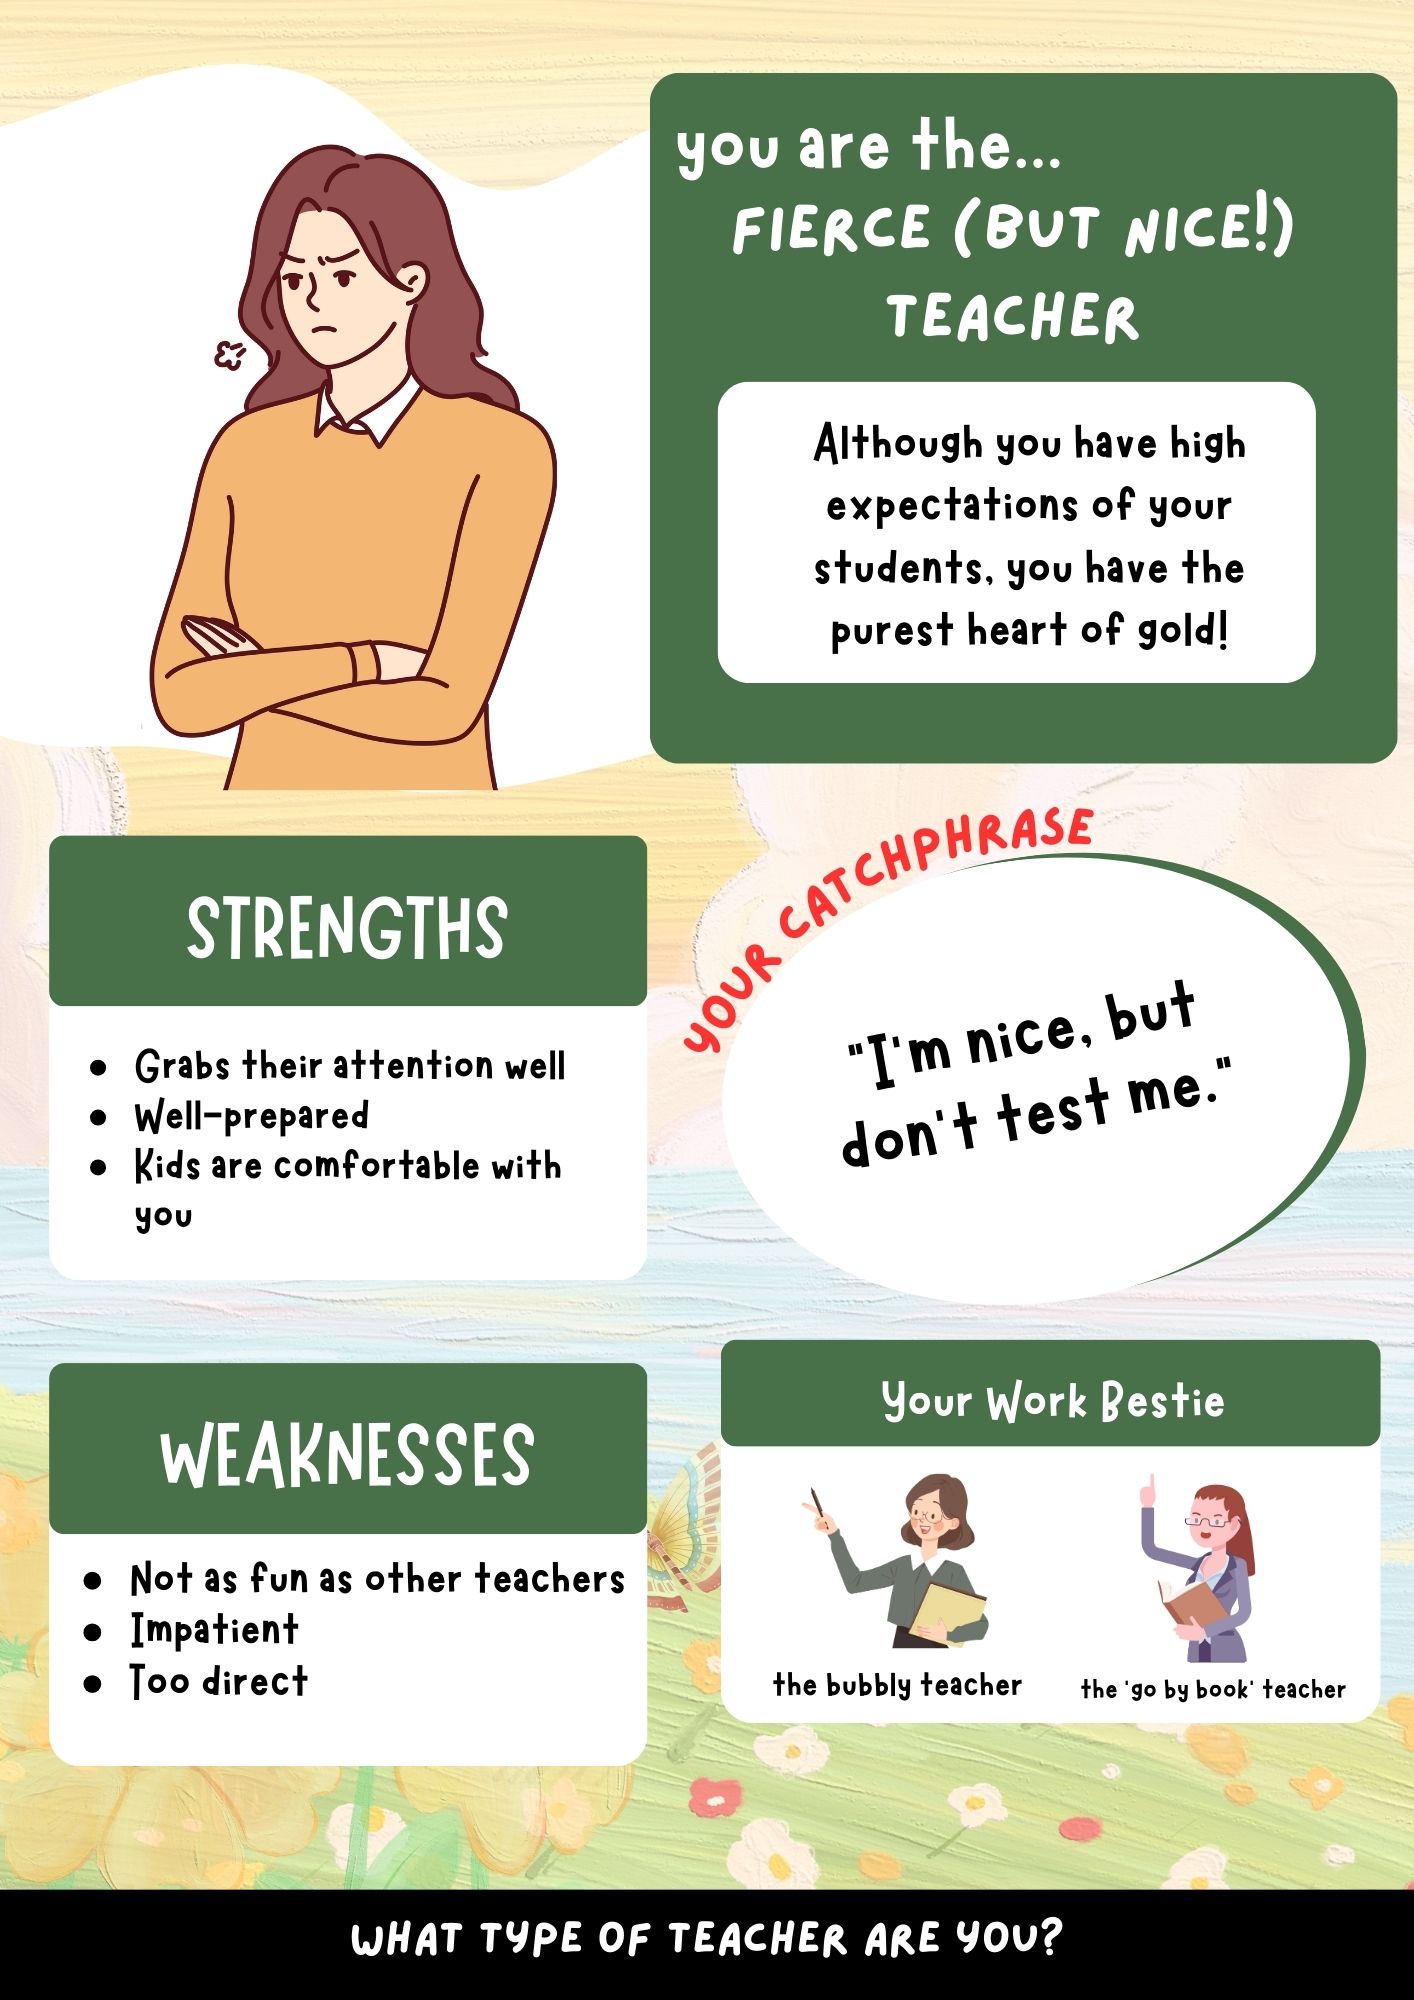 you are the...
FIERCE (BUT NICE!)
TEACHER
Although you have high
expectations of your
students, you have the
purest heart of gold!
STRENGTHS
• Grabs their attention well
• Well-prepared
• Kids are comfortable with
you
YOUR CATCHPHRASE
"I'm nice, but
don't test me."
WEAKNESSES
• Not as fun as other teachers
• Impatient
• Too direct
Your Work Bestie
the bubbly teacher
the 'go by book' teacher
WHAT TYPE OF TEACHER ARE YOU?